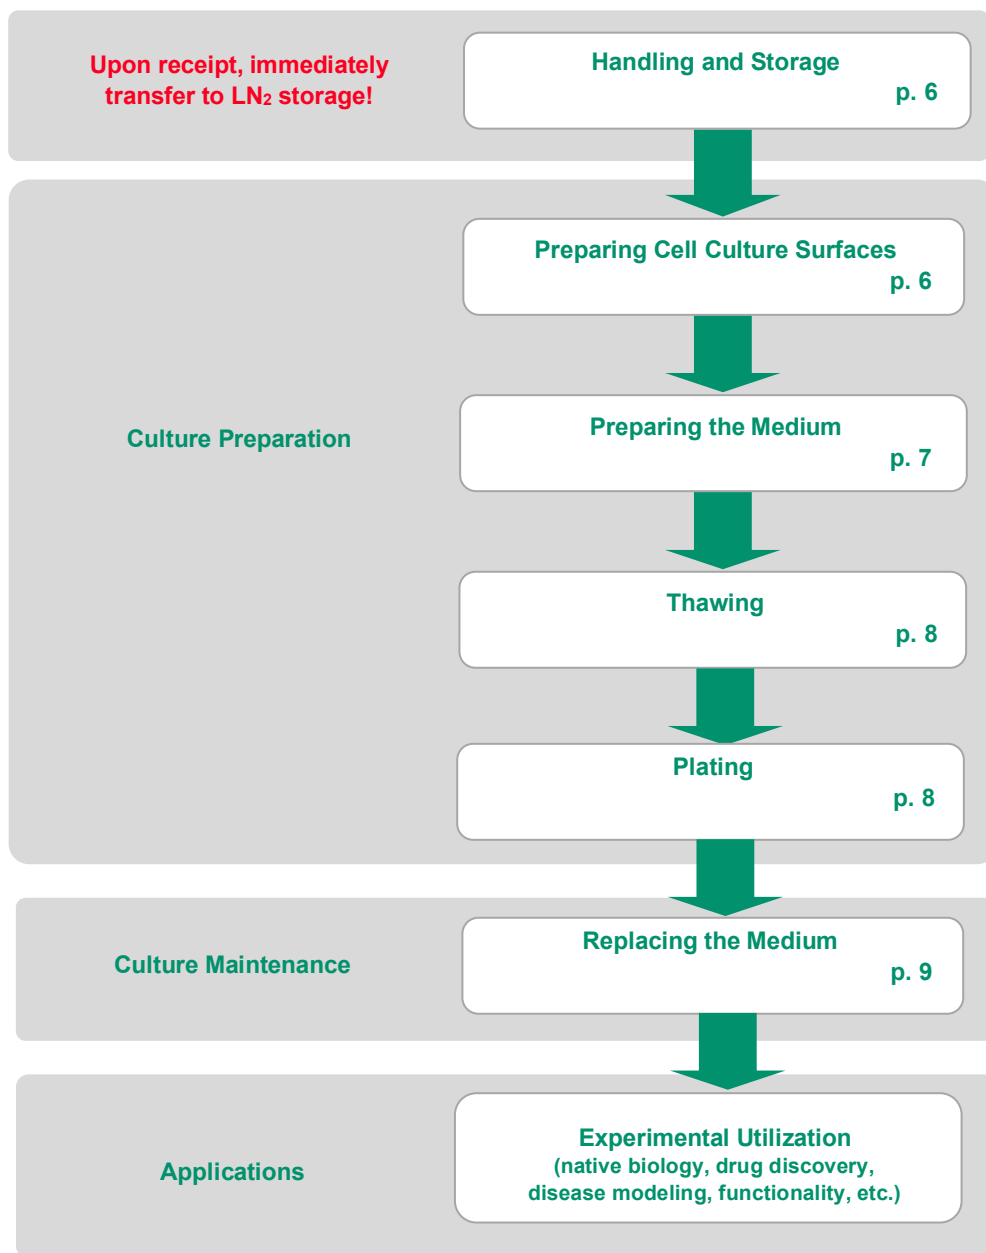 Upon receipt, immediately
transfer to LN₂ storage!
Handling and Storage
p. 6
Culture Preparation
Preparing Cell Culture Surfaces
p. 6
Preparing the Medium
p. 7
Thawing
p. 8
Plating
p. 8
Culture Maintenance
Replacing the Medium
p. 9
Applications
Experimental Utilization
(native biology, drug discovery,
disease modeling, functionality, etc.)